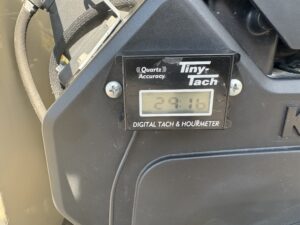 ((Quartz))
Accuracy
Tiny-
Tach
29.16
DIGITAL TACH & HOURMETER
K